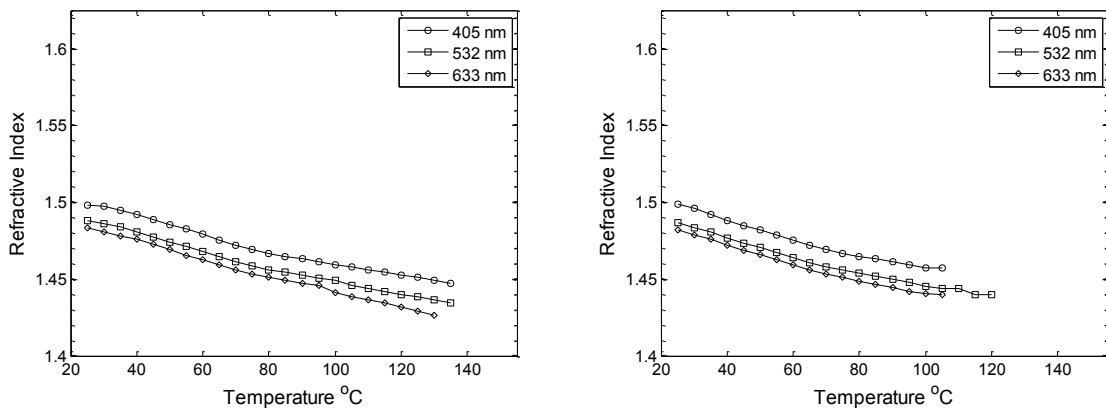 1.6
1.55
1.5
1.45
1.4
Refractive Index
20 40 60 80 100 120 140
Temperature °C
405 nm
532 nm
633 nm
1.6
1.55
1.5
1.45
1.4
Refractive Index
20 40 60 80 100 120 140
Temperature °C
405 nm
532 nm
633 nm